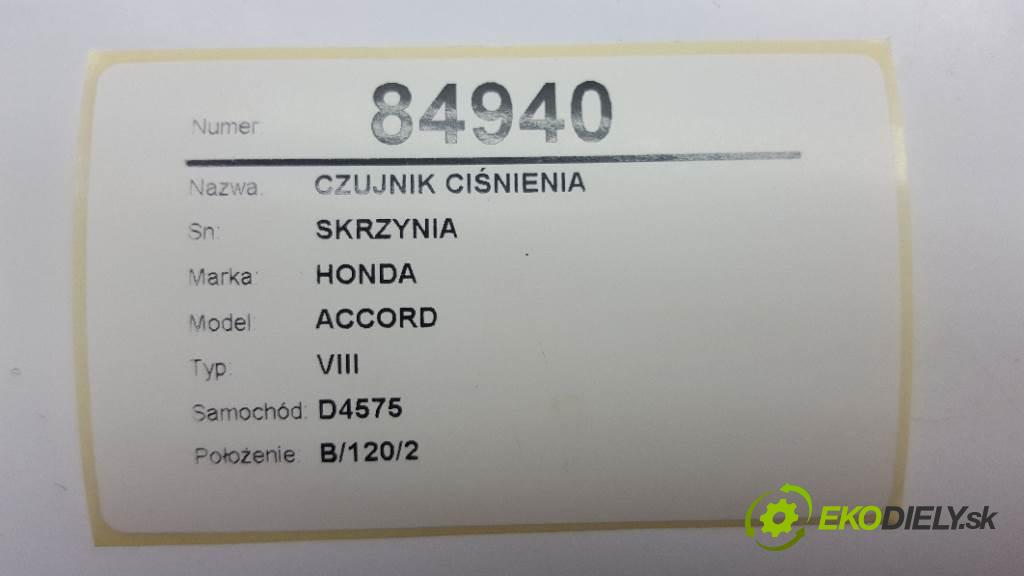 Numer: 84940
Nazwa: CZUJNIK CIŚNIENIA
Sn: SKRZYNIA
Marka: HONDA
Model: ACCORD
Typ: VIII
Samochód: D4575
Położenie: B/120/2
EKODIELY.sk